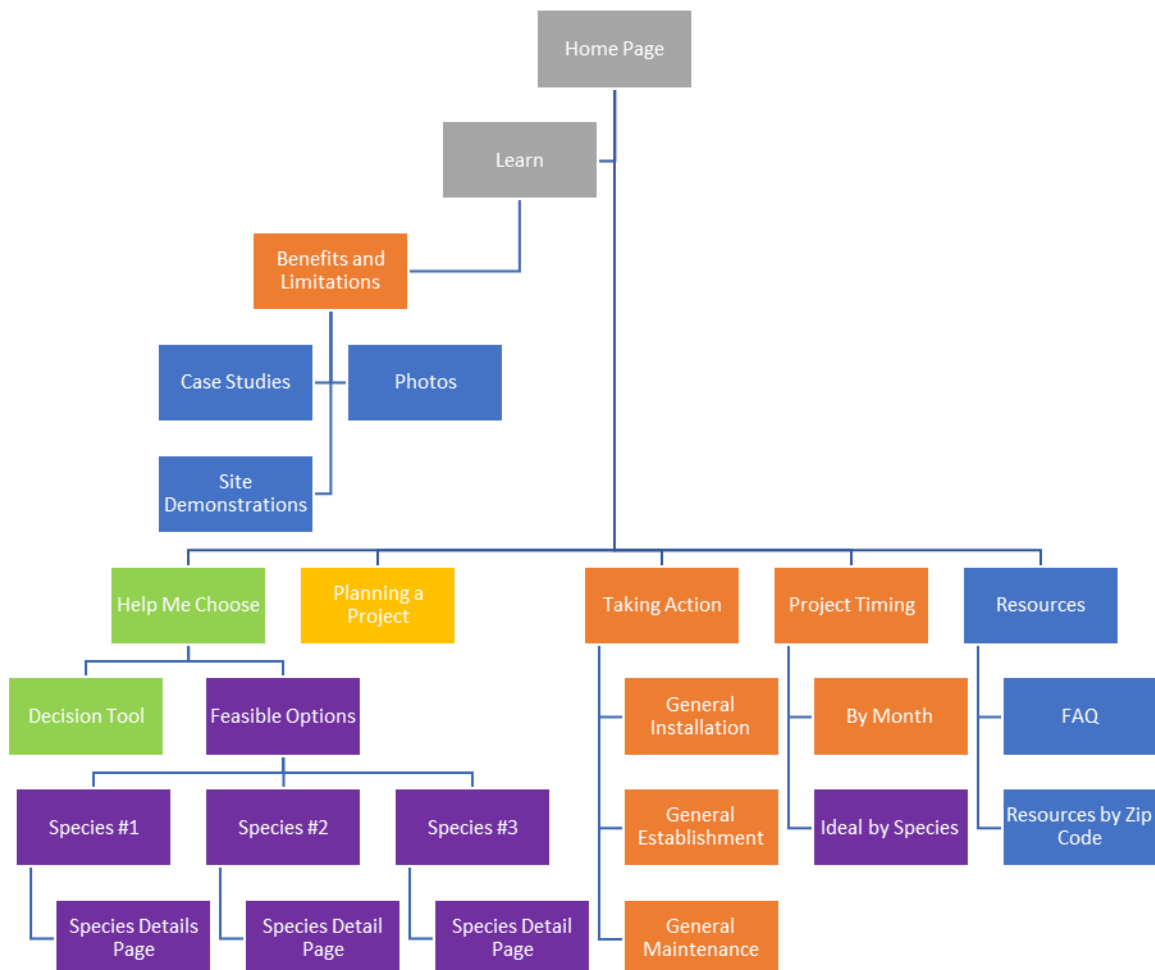 Home Page
Learn
Benefits and
Limitations
Case Studies
Photos
Site
Demonstrations
Help Me Choose
Planning a
Project
Taking Action
Project Timing
Resources
Decision Tool
Feasible Options
General
Installation
By Month
FAQ
Species #1
Species #2
Species #3
General
Establishment
Ideal by Species
Resources by Zip
Code
Species Details
Page
Species Detail
Page
Species Detail
Page
General
Maintenance